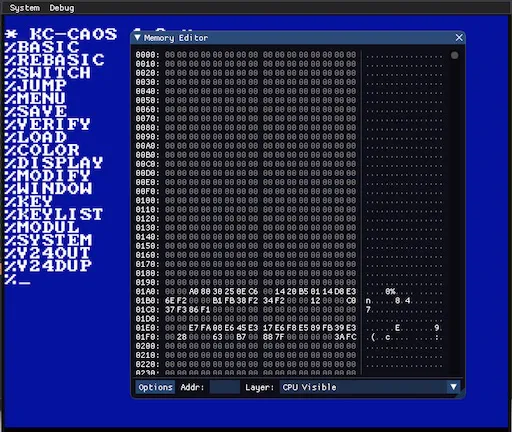 System Debug
* KC-CAOS
%BASIC
%REBASIC
%SWITCH
%JUMP
%MENU
%SAVE
%VERIFY
%LOAD
%COLOR
%DISPLAY
%MODIFY
%WINDOW
%KEY
%KEYLIST
%MODUL
%SYSTEM
%V24OUT
%V24DUP
%_
▼ Memory Editor
0000: 00 00 00 00 00 00 00 00 00 00 00 00 00 00 00 00 ................
0010: 00 00 00 00 00 00 00 00 00 00 00 00 00 00 00 00 ................
0020: 00 00 00 00 00 00 00 00 00 00 00 00 00 00 00 00 ................
0030: 00 00 00 00 00 00 00 00 00 00 00 00 00 00 00 00 ................
0040: 00 00 00 00 00 00 00 00 00 00 00 00 00 00 00 00 ................
0050: 00 00 00 00 00 00 00 00 00 00 00 00 00 00 00 00 ................
0060: 00 00 00 00 00 00 00 00 00 00 00 00 00 00 00 00 ................
0070: 00 00 00 00 00 00 00 00 00 00 00 00 00 00 00 00 ................
0080: 00 00 00 00 00 00 00 00 00 00 00 00 00 00 00 00 ................
0090: 00 00 00 00 00 00 00 00 00 00 00 00 00 00 00 00 ................
00A0: 00 00 00 00 00 00 00 00 00 00 00 00 00 00 00 00 ................
00B0: 00 00 00 00 00 00 00 00 00 00 00 00 00 00 00 00 ................
00C0: 00 00 00 00 00 00 00 00 00 00 00 00 00 00 00 00 ................
00D0: 00 00 00 00 00 00 00 00 00 00 00 00 00 00 00 00 ................
00E0: 00 00 00 00 00 00 00 00 00 00 00 00 00 00 00 00 ................
00F0: 00 00 00 00 00 00 00 00 00 00 00 00 00 00 00 00 ................
0100: 00 00 00 00 00 00 00 00 00 00 00 00 00 00 00 00 ................
0110: 00 00 00 00 00 00 00 00 00 00 00 00 00 00 00 00 ................
0120: 00 00 00 00 00 00 00 00 00 00 00 00 00 00 00 00 ................
0130: 00 00 00 00 00 00 00 00 00 00 00 00 00 00 00 00 ................
0140: 00 00 00 00 00 00 00 00 00 00 00 00 00 00 00 00 ................
0150: 00 00 00 00 00 00 00 00 00 00 00 00 00 00 00 00 ................
0160: 00 00 00 00 00 00 00 00 00 00 00 00 00 00 00 00 ................
0170: 00 00 00 00 00 00 00 00 00 00 00 00 00 00 00 00 ................
0180: 00 00 00 00 00 00 00 00 00 00 00 00 00 00 00 00 ................
0190: 00 00 00 00 00 00 00 00 00 00 00 00 00 00 00 00 ................
01A0: 00 00 A0 80 30 25 0E C6 00 14 20 B5 01 14 D8 E3
01B0: 6E F2 00 00 B1 FB 38 F2 34 F2 00 00 12 00 00 C0
01C0: 37 F3 86 F1 00 00 00 00 00 00 00 00 00 00 00 00
01D0: 00 00 00 00 00 00 00 00 00 00 00 00 00 00 00 00 ................
01E0: 00 00 E7 FA 08 E6 45 E3 17 E6 F8 E5 89 FB 39 E3
01F0: 00 28 00 00 63 00 B7 00 00 88 7F 00 00 00 3A FC
0200: 00 00 00 00 00 00 00 00 00 00 00 00 00 00 00 00 ................
0210: 00 00 00 00 00 00 00 00 00 00 00 00 00 00 00 00 ................
0220: 00 00 00 00 00 00 00 00 00 00 00 00 00 00 00 00 ................
0230:
Options Addr: Layer: CPU Visible ▼